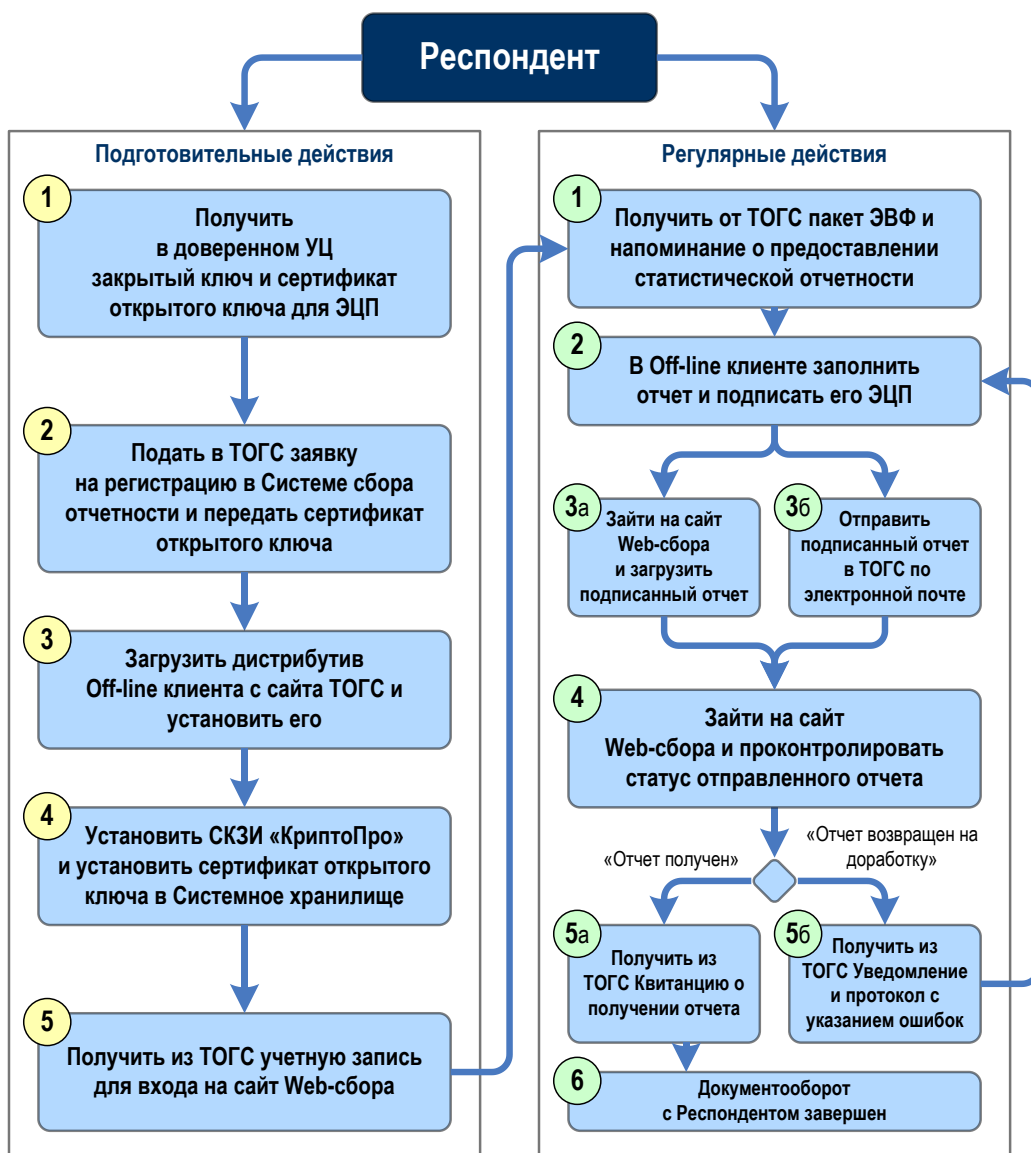 Респондент
Подготовительные действия
1
Получить
в доверенном УЦ
закрытый ключ и сертификат
открытого ключа для ЭЦП
2
Подать в ТОГС заявку
на регистрацию в Системе сбора
отчетности и передать сертификат
открытого ключа
3
Загрузить дистрибутив
Off-line клиента с сайта ТОГС и
установить его
4
Установить СКЗИ «КриптоПро»
и установить сертификат открытого
ключа в Системное хранилище
5
Получить из ТОГС учетную запись
для входа на сайт Web-сбора
Регулярные действия
1
Получить от ТОГС пакет ЭВФ и
напоминание о предоставлении
статистической отчетности
2
В Off-line клиенте заполнить
отчет и подписать его ЭЦП
3а
Зайти на сайт
Web-сбора
и загрузить
подписанный отчет
3б
Отправить
подписанный отчет
в ТОГС по
электронной почте
4
Зайти на сайт
Web-сбора и проконтролировать
статус отправленного отчета
«Отчет получен»
«Отчет возвращен на
доработку»
5а
Получить из
ТОГС Квитанцию о
получении отчета
5б
Получить из
ТОГС Уведомление
и протокол с
указанием ошибок
6
Документооборот
с Респондентом завершен